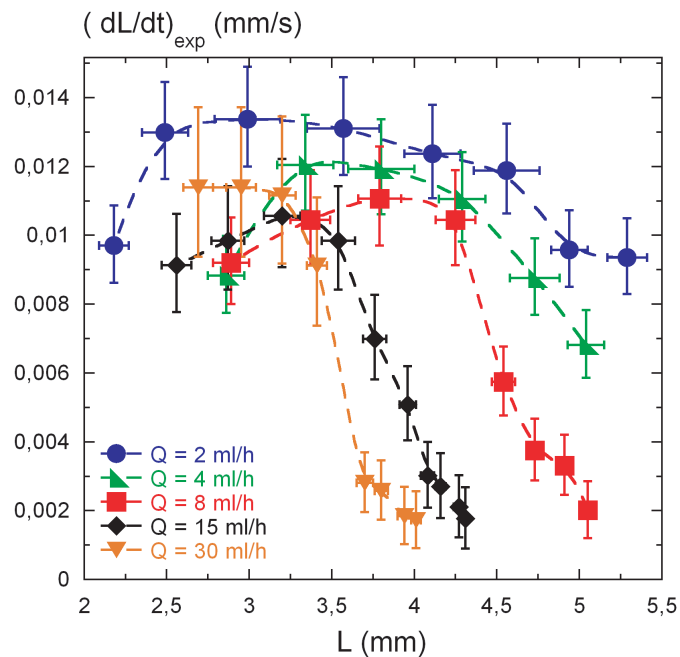 ( dL/dt)exp (mm/s)
0,014
0,012
0,01
0,008
0,006
0,004
0,002
0
Q = 2 ml/h
Q = 4 ml/h
Q = 8 ml/h
Q = 15 ml/h
Q = 30 ml/h
2 2,5 3 3,5 4 4,5 5 5,5
L (mm)